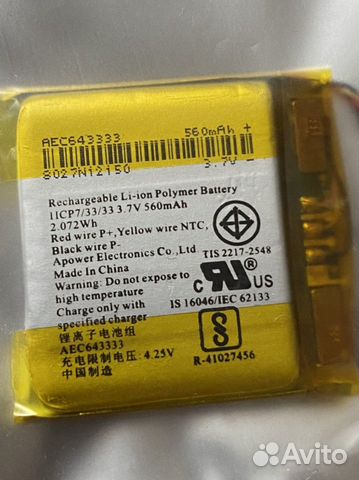 AEC643333 560mAh +
8027N12150 3.7V −
Rechargeable Li-ion Polymer Battery
1ICP7/33/33 3.7V 560mAh
2.072Wh
Red wire P+,Yellow wire NTC,
Black wire P-
Apower Electronics Co.,Ltd
Made In China
Warning: Do not expose to
high temperature
Charge only with
specified charger
锂离子电池组
AEC643333
充电限制电压: 4.25V
中国制造
TIS 2217-2548
c RU US
IS 16046/IEC 62133
R-41027456
Avito